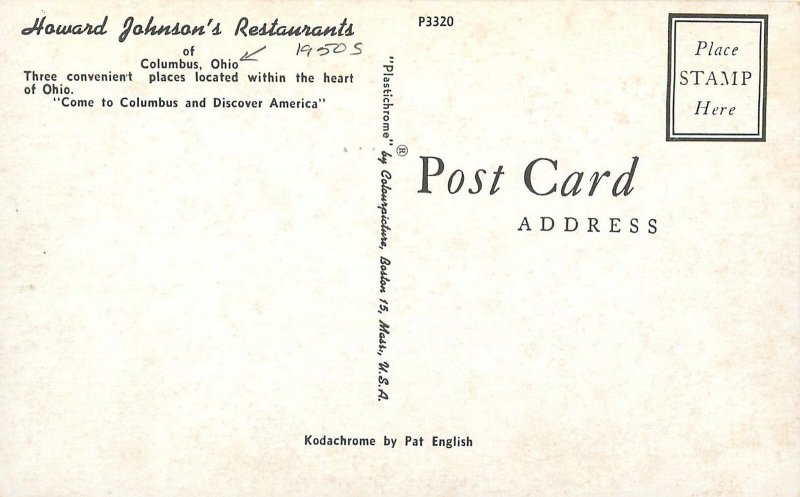 Howard Johnson's Restaurants
of
Columbus, Ohio
1950s
Three convenient places located within the heart
of Ohio.
"Come to Columbus and Discover America"
P3320
"Plastichrome" ® by Colourpicture, Boston 15, Mass., U.S.A.
Place
STAMP
Here
Post Card
ADDRESS
Kodachrome by Pat English